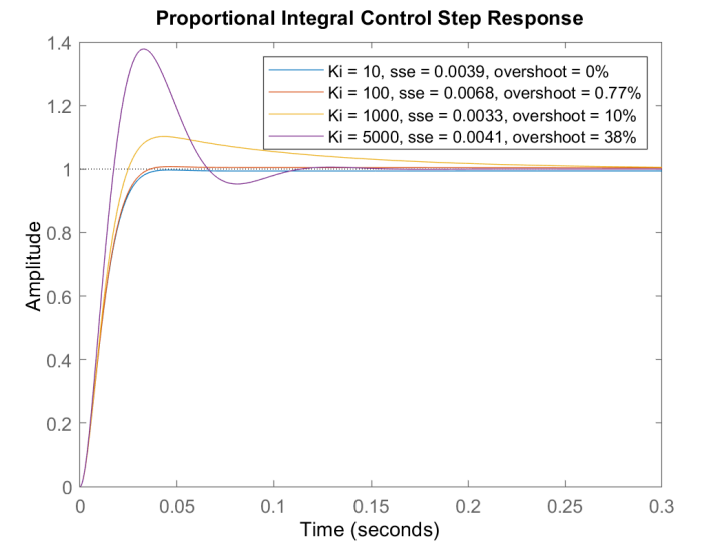 Proportional Integral Control Step Response
1.4
1.2
1
0.8
0.6
0.4
0.2
0
Amplitude
Ki = 10, sse = 0.0039, overshoot = 0%
Ki = 100, sse = 0.0068, overshoot = 0.77%
Ki = 1000, sse = 0.0033, overshoot = 10%
Ki = 5000, sse = 0.0041, overshoot = 38%
0 0.05 0.1 0.15 0.2 0.25 0.3
Time (seconds)